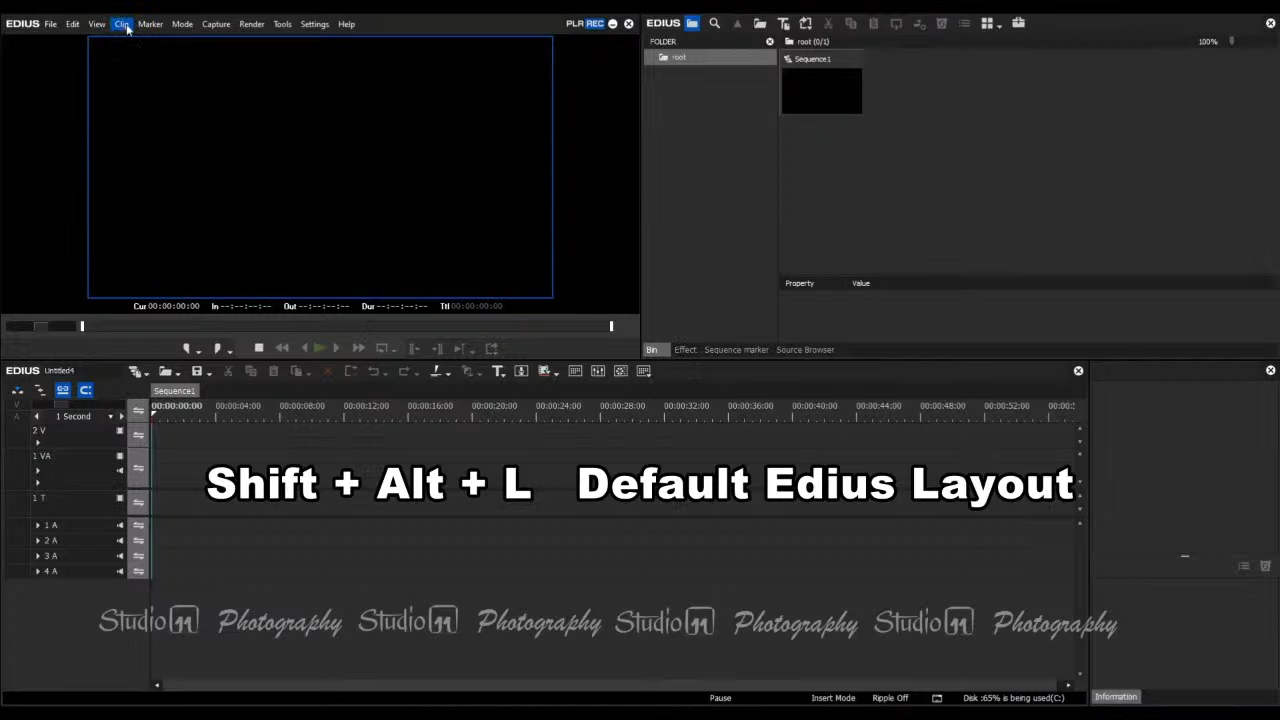 EDIUS File Edit View Clip Marker Mode Capture Render Tools Settings Help PLR REC
EDIUS
FOLDER
root (0/1)
100%
root
Sequence1
Cur 00:00:00:00 In --:--:--:-- Out --:--:--:-- Dur --:--:--:-- Ttl 00:00:00:00
Property Value
Bin Effect Sequence marker Source Browser
EDIUS Untitled4
Sequence1
1 Second
00:00:00:00 00:00:04:00 00:00:08:00 00:00:12:00 00:00:16:00 00:00:20:00 00:00:24:00 00:00:28:00 00:00:32:00 00:00:36:00 00:00:40:00 00:00:44:00 00:00:48:00 00:00:52:00
V
A
2 V
1 VA
1 T
1 A
2 A
3 A
4 A
Shift + Alt + L Default Edius Layout
Studio 11 Photography Studio 11 Photography Studio 11 Photography Studio 11 Photography
Pause Insert Mode Ripple Off Disk :65% is being used(C:)
Information